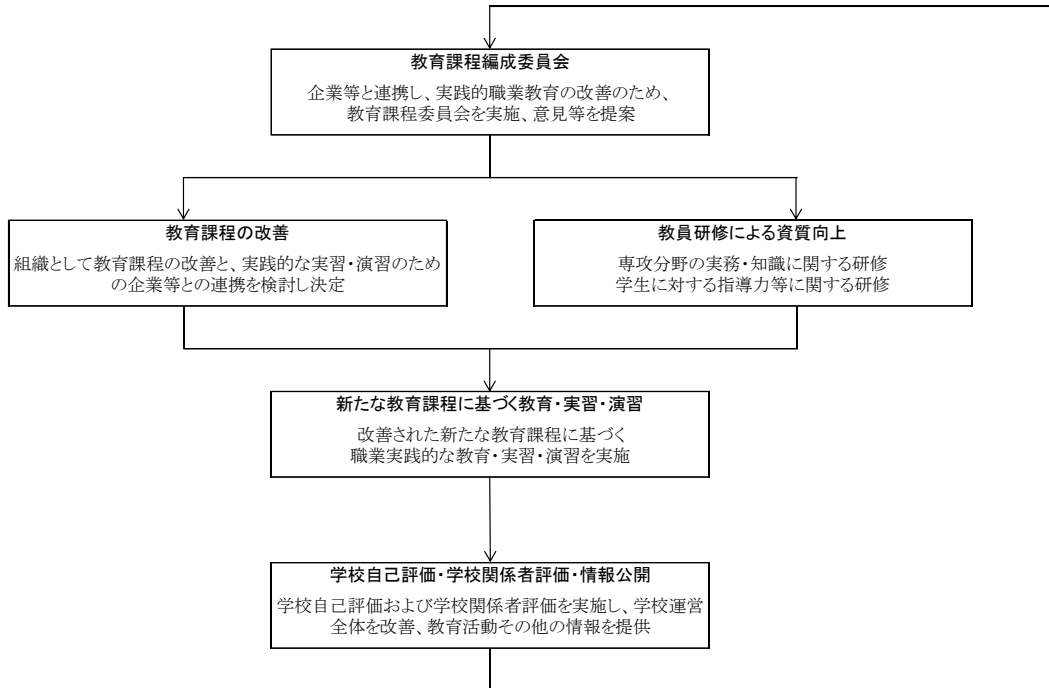 教育課程編成委員会
企業等と連携し、実践的職業教育の改善のため、
教育課程委員会を実施、意見等を提案
教育課程の改善
組織として教育課程の改善と、実践的な実習・演習のため
の企業等との連携を検討し決定
教員研修による資質向上
専攻分野の実務・知識に関する研修
学生に対する指導力等に関する研修
新たな教育課程に基づく教育・実習・演習
改善された新たな教育課程に基づく
職業実践的な教育・実習・演習を実施
学校自己評価・学校関係者評価・情報公開
学校自己評価および学校関係者評価を実施し、学校運営
全体を改善、教育活動その他の情報を提供